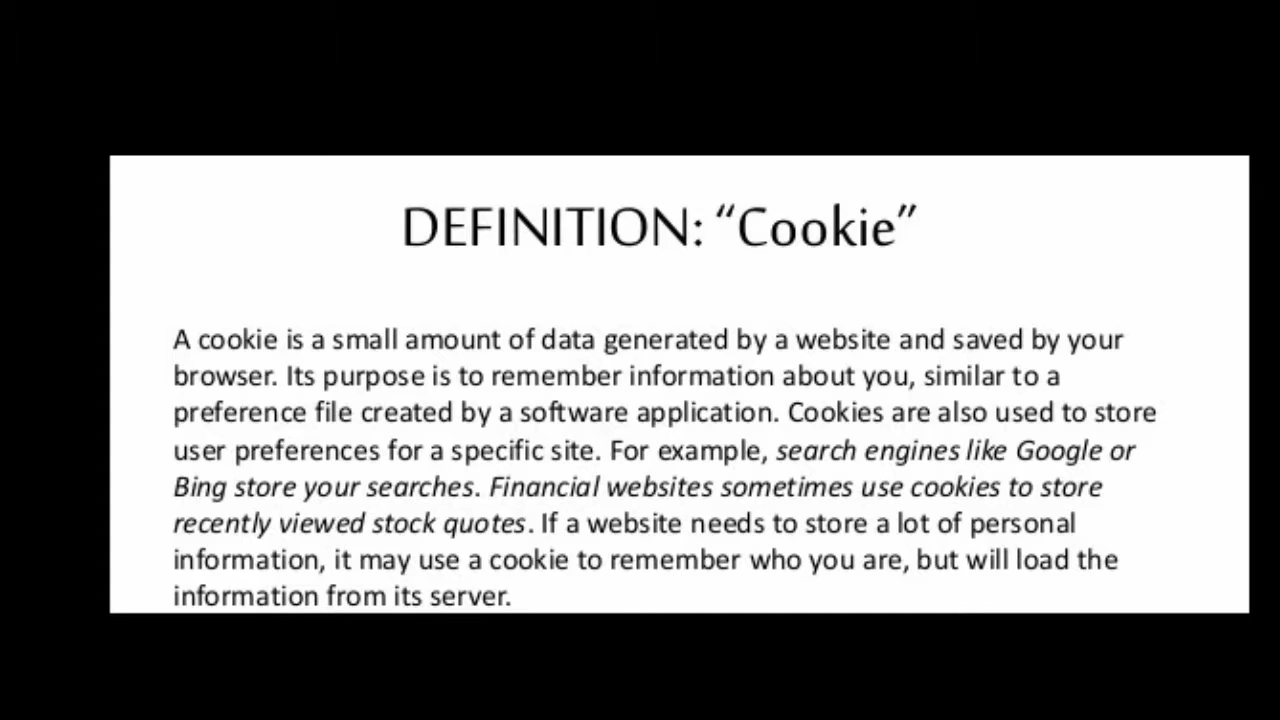 DEFINITION: “Cookie”
A cookie is a small amount of data generated by a website and saved by your
browser. Its purpose is to remember information about you, similar to a
preference file created by a software application. Cookies are also used to store
user preferences for a specific site. For example, search engines like Google or
Bing store your searches. Financial websites sometimes use cookies to store
recently viewed stock quotes. If a website needs to store a lot of personal
information, it may use a cookie to remember who you are, but will load the
information from its server.